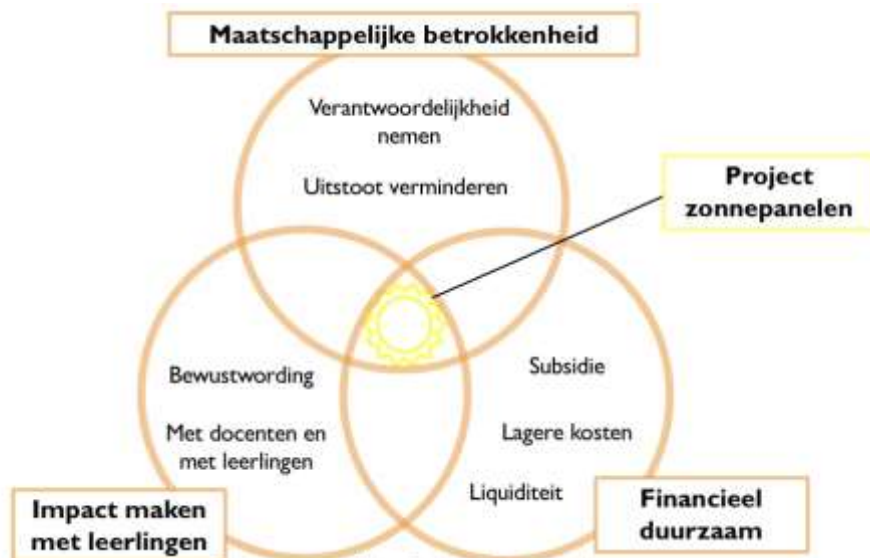 Maatschappelijke betrokkenheid
Verantwoordelijkheid
nemen
Uitstoot verminderen
Project
zonnepanelen
Bewustwording
Met docenten en
met leerlingen
Subsidie
Lagere kosten
Liquiditeit
Impact maken
met leerlingen
Financieel
duurzaam